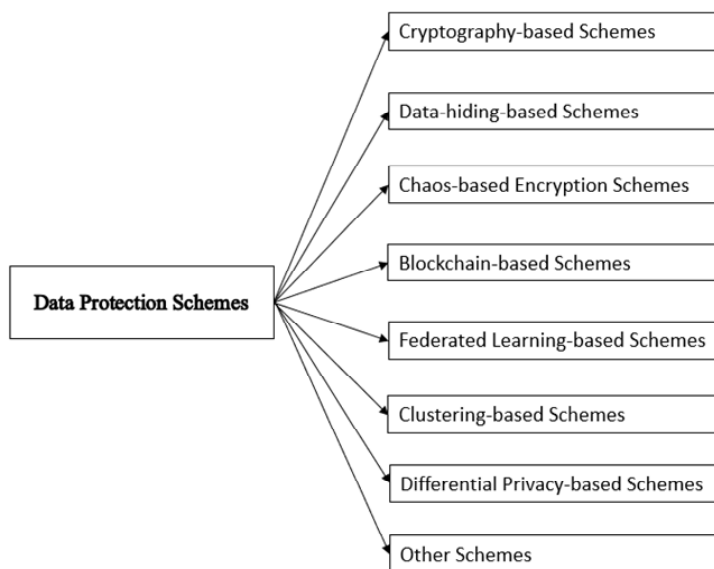 Cryptography-based Schemes
Data-hiding-based Schemes
Chaos-based Encryption Schemes
Blockchain-based Schemes
Data Protection Schemes
Federated Learning-based Schemes
Clustering-based Schemes
Differential Privacy-based Schemes
Other Schemes